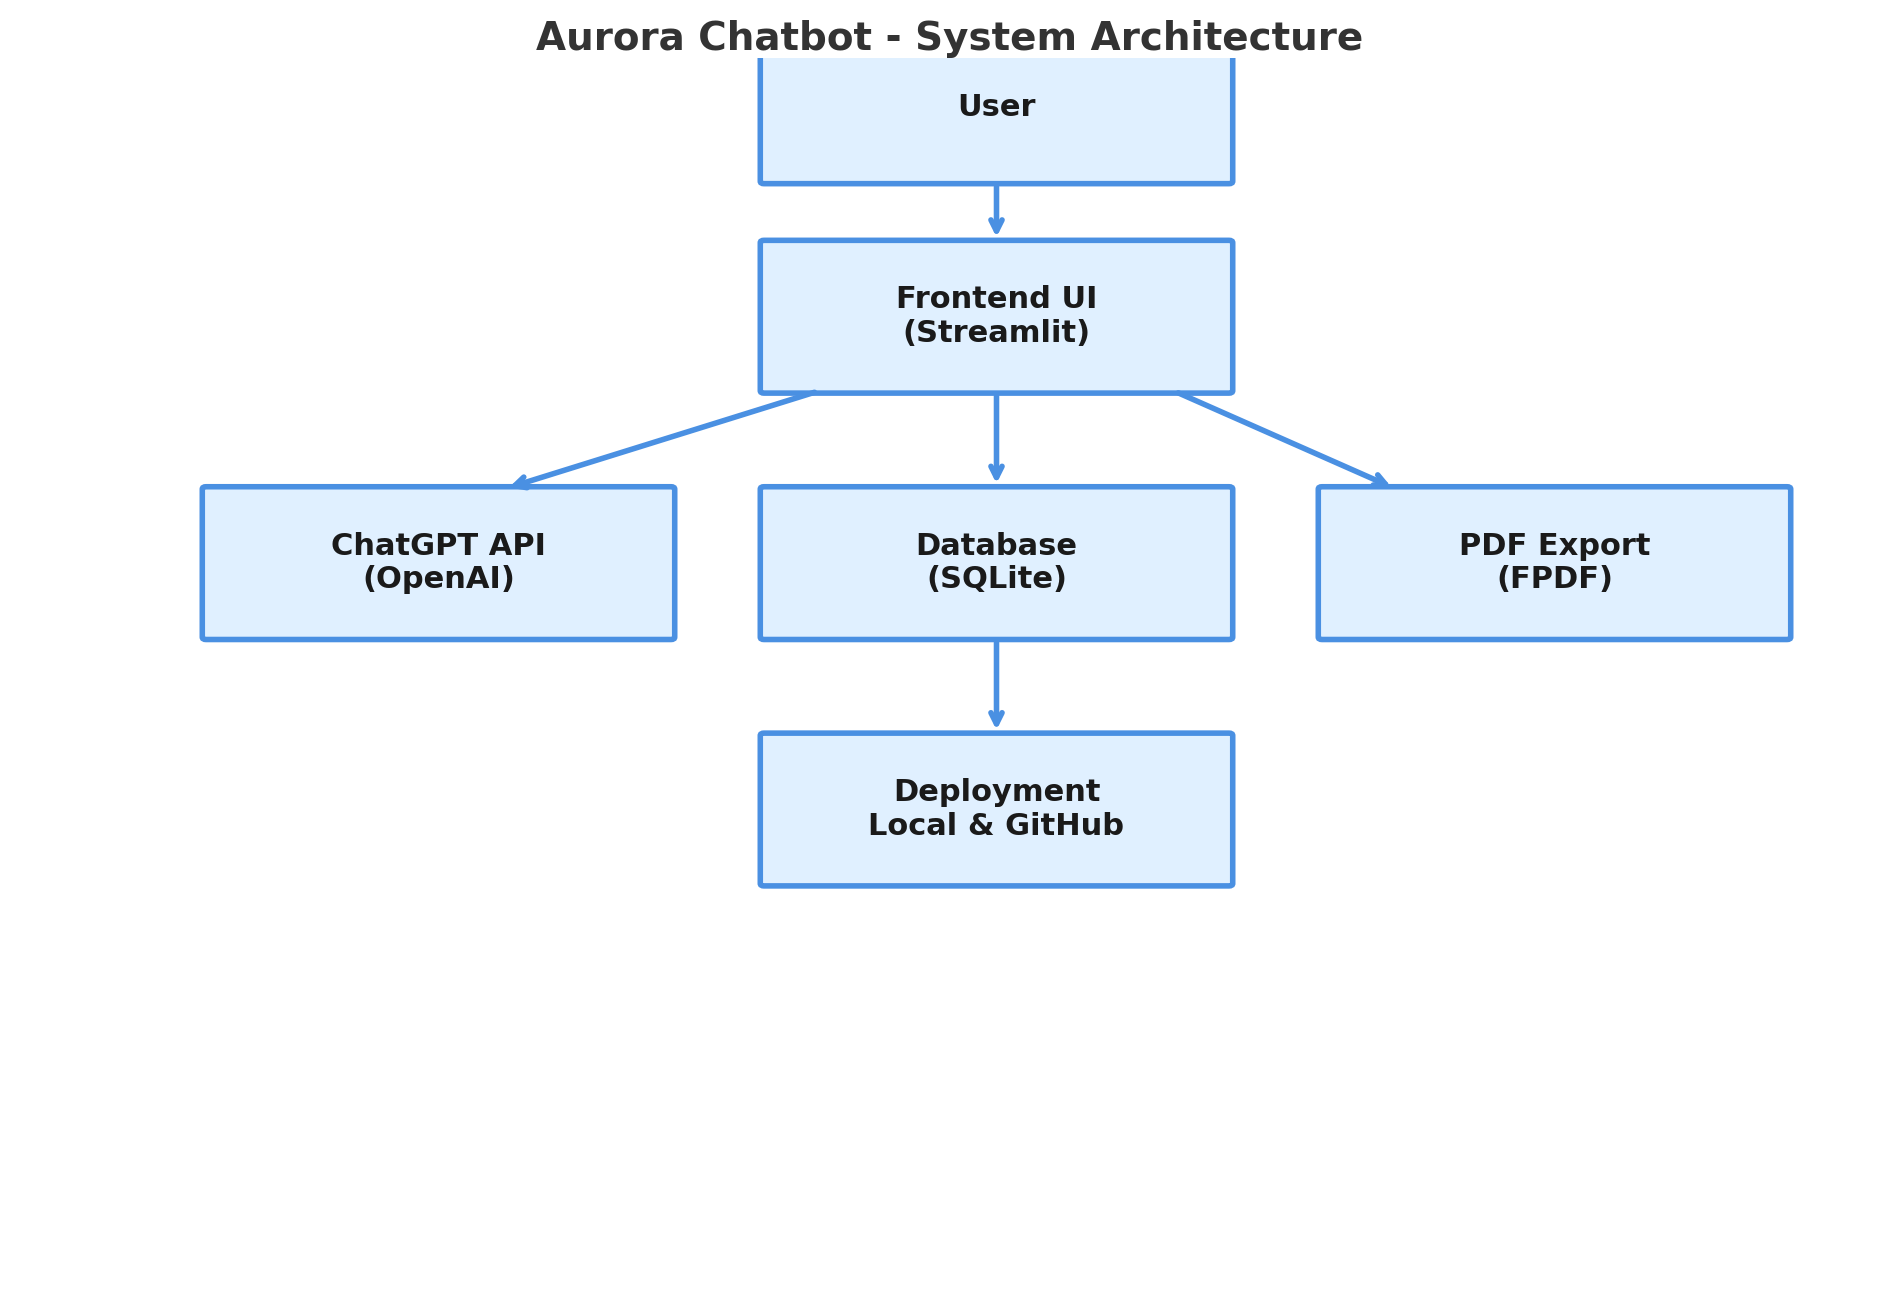 Aurora Chatbot - System Architecture
User
Frontend UI
(Streamlit)
ChatGPT API
(OpenAI)
Database
(SQLite)
PDF Export
(FPDF)
Deployment
Local & GitHub